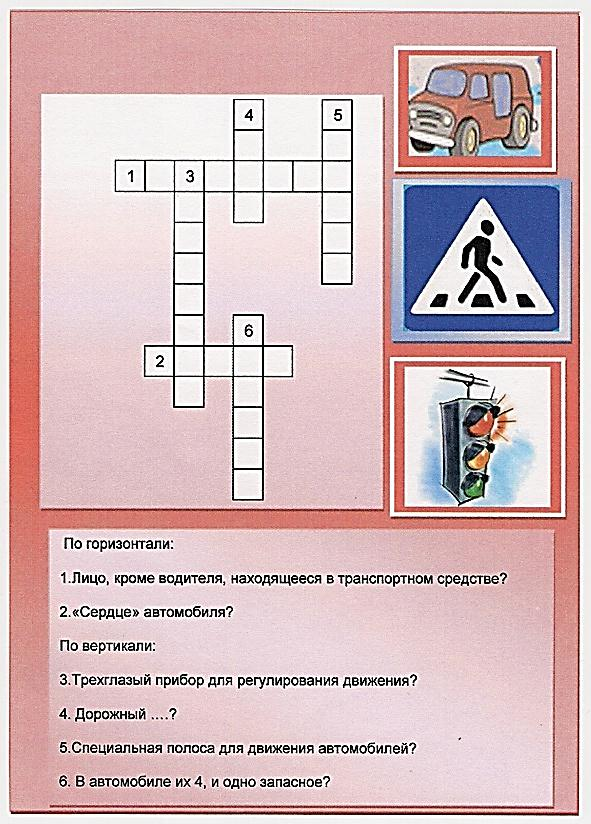 4 5
1 3
6
2
По горизонтали:
1.Лицо, кроме водителя, находящееся в транспортном средстве?
2.«Сердце» автомобиля?
По вертикали:
3.Трехглазый прибор для регулирования движения?
4. Дорожный ....?
5.Специальная полоса для движения автомобилей?
6. В автомобиле их 4, и одно запасное?